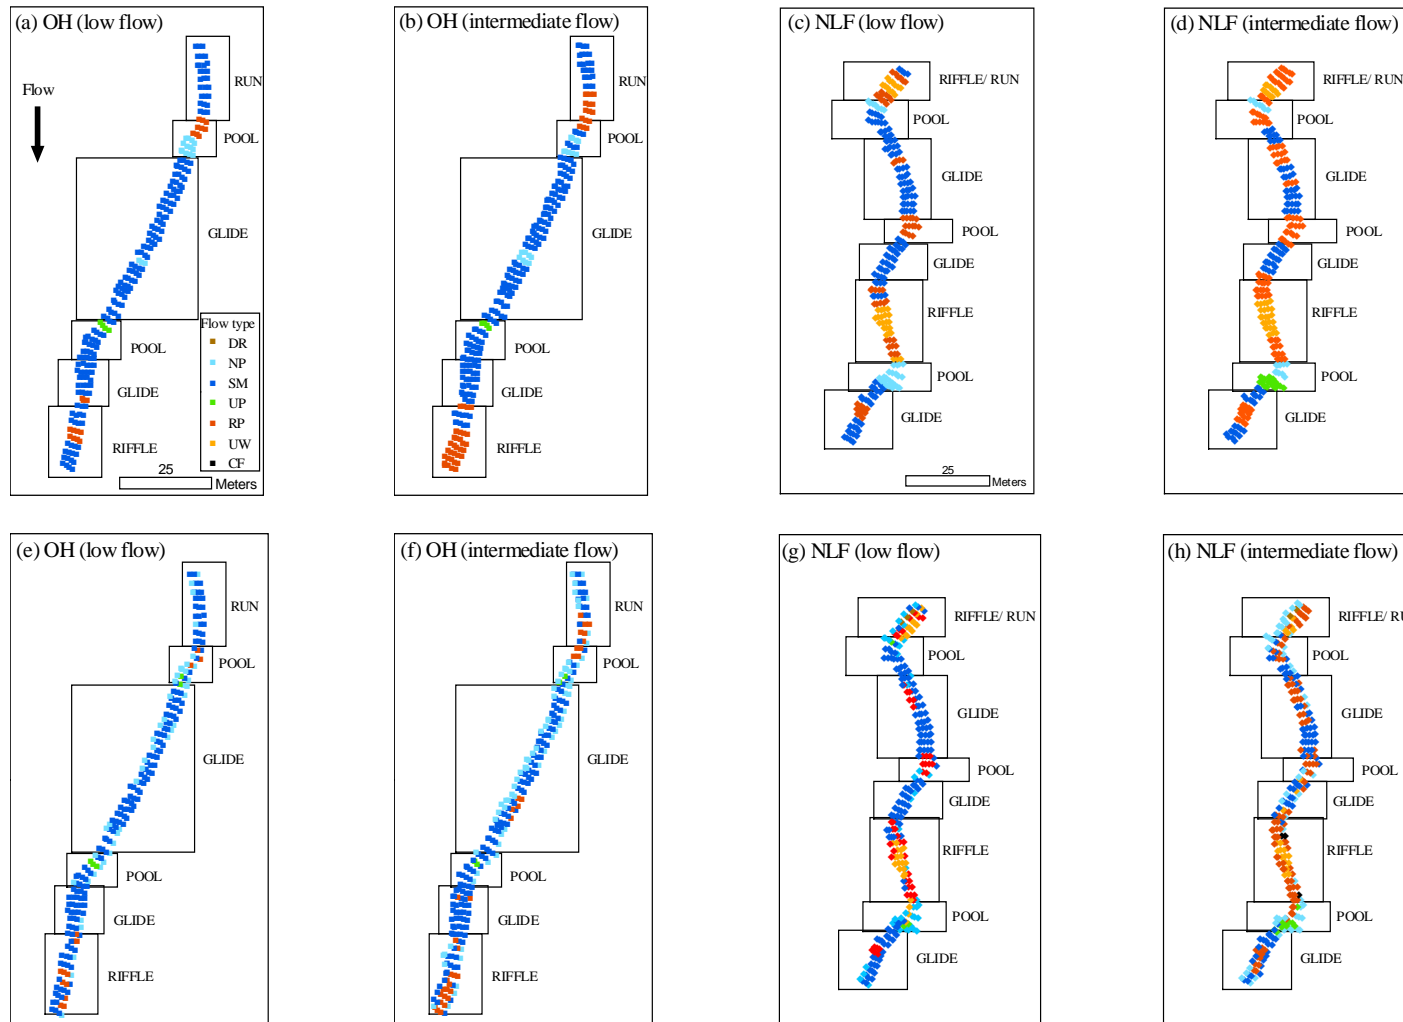 (a) OH (low flow)
Flow
RUN
POOL
GLIDE
POOL
GLIDE
RIFFLE
Flow type
DR
NP
SM
UP
RP
UW
CF
25
Meters
(b) OH (intermediate flow)
RUN
POOL
GLIDE
POOL
GLIDE
RIFFLE
(c) NLF (low flow)
RIFFLE/ RUN
POOL
GLIDE
POOL
GLIDE
RIFFLE
POOL
GLIDE
25
Meters
(d) NLF (intermediate flow)
RIFFLE/ RUN
POOL
GLIDE
POOL
GLIDE
RIFFLE
POOL
GLIDE
(e) OH (low flow)
RUN
POOL
GLIDE
POOL
GLIDE
RIFFLE
(f) OH (intermediate flow)
RUN
POOL
GLIDE
POOL
GLIDE
RIFFLE
(g) NLF (low flow)
RIFFLE/ RUN
POOL
GLIDE
POOL
GLIDE
RIFFLE
POOL
GLIDE
(h) NLF (intermediate flow)
RIFFLE/ RU
POOL
GLIDE
POOL
GLIDE
RIFFLE
POOL
GLIDE